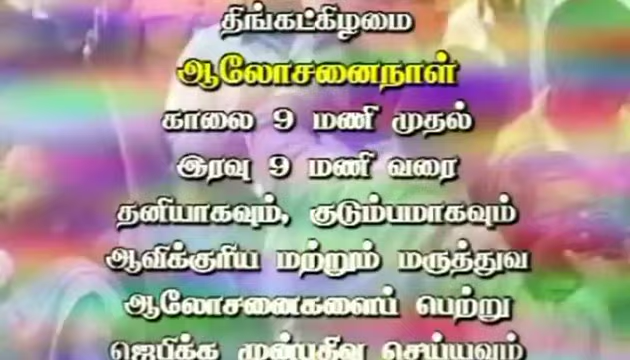 திங்கட்கிழமை
ஆலோசனைநாள்
காலை 9 மணி முதல்
இரவு 9 மணி வரை
தனியாகவும், குடும்பமாகவும்
ஆவிக்குரிய மற்றும் மருத்துவ
ஆலோசனைகளைப் பெற்று
ஜெபிக்க முன்பதிவு செய்யவும்